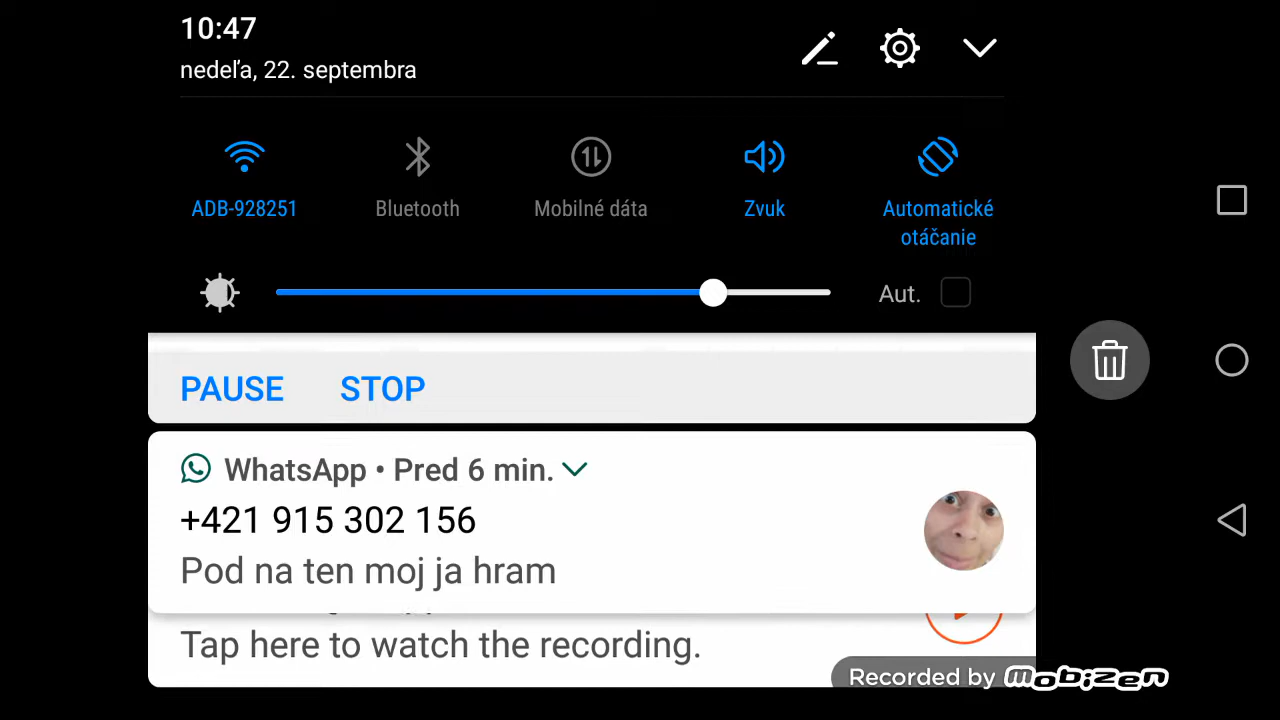 10:47
nedeľa, 22. septembra
ADB-928251
Bluetooth
Mobilné dáta
Zvuk
Automatické
otáčanie
Aut.
PAUSE STOP
WhatsApp • Pred 6 min.
+421 915 302 156
Pod na ten moj ja hram
Tap here to watch the recording.
Recorded by mobizen